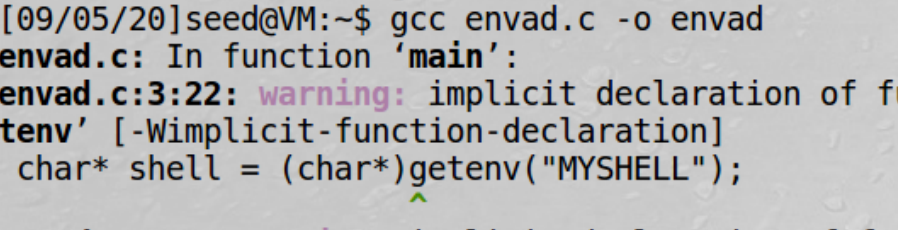 [09/05/20]seed@VM:~$ gcc envad.c -o envad
envad.c: In function ‘main’:
envad.c:3:22: warning: implicit declaration of
tenv’ [-Wimplicit-function-declaration]
char* shell = (char*)getenv("MYSHELL");
^